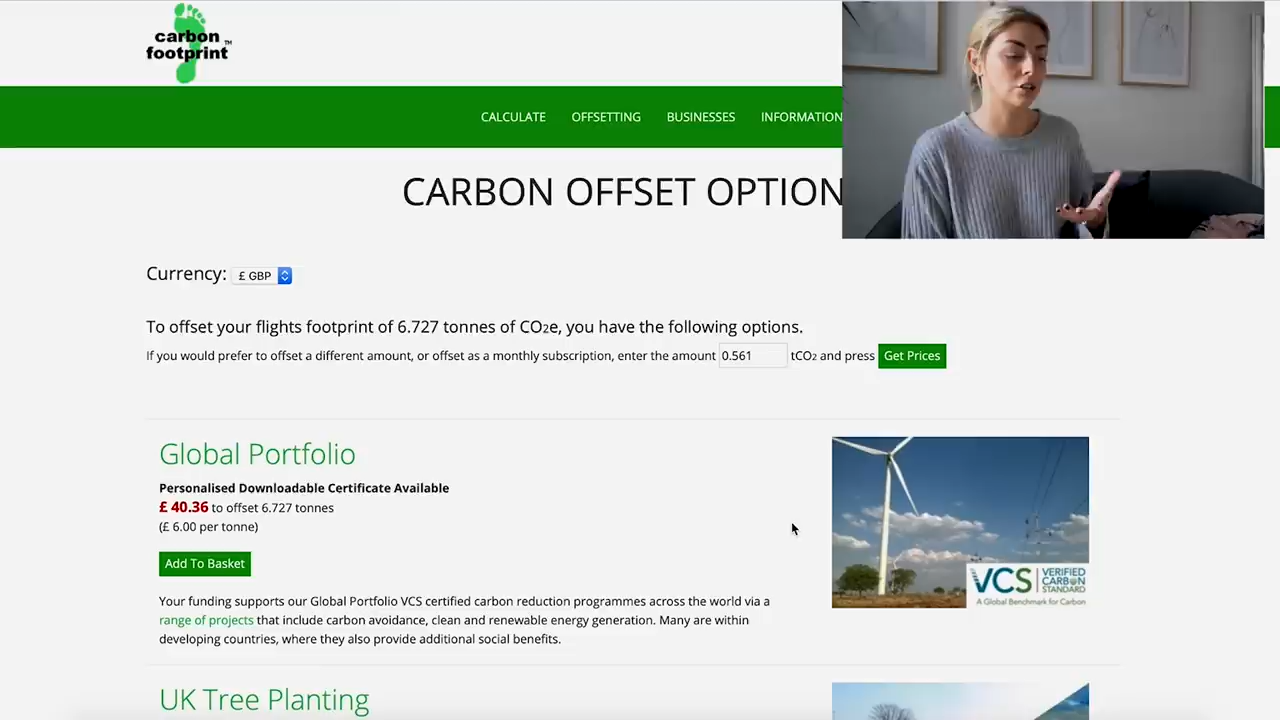 carbon
footprint™
CALCULATE OFFSETTING BUSINESSES INFORMATION
CARBON OFFSET OPTION
Currency: £ GBP
To offset your flights footprint of 6.727 tonnes of CO2e, you have the following options.
If you would prefer to offset a different amount, or offset as a monthly subscription, enter the amount 0.561 tCO2 and press Get Prices
Global Portfolio
Personalised Downloadable Certificate Available
£ 40.36 to offset 6.727 tonnes
(£ 6.00 per tonne)
Add To Basket
Your funding supports our Global Portfolio VCS certified carbon reduction programmes across the world via a
range of projects that include carbon avoidance, clean and renewable energy generation. Many are within
developing countries, where they also provide additional social benefits.
VCS VERIFIED
CARBON
STANDARD
A Global Benchmark for Carbon
UK Tree Planting